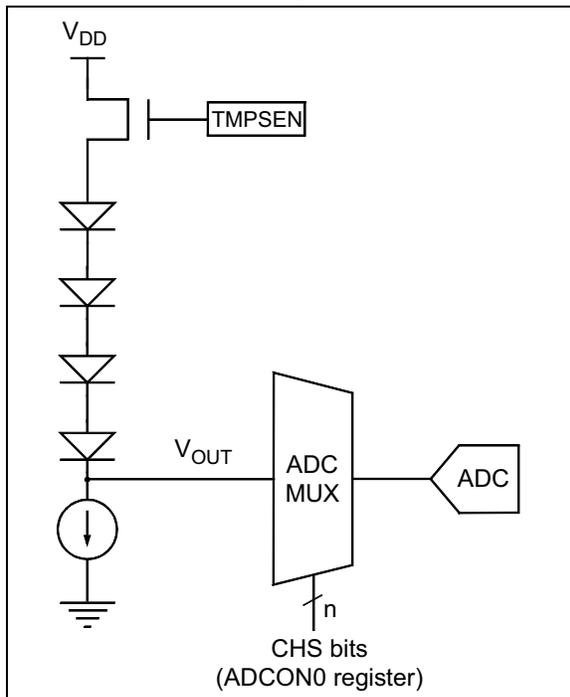 VDD
TMPSEN
VOUT
ADC
MUX
ADC
n
CHS bits
(ADCON0 register)